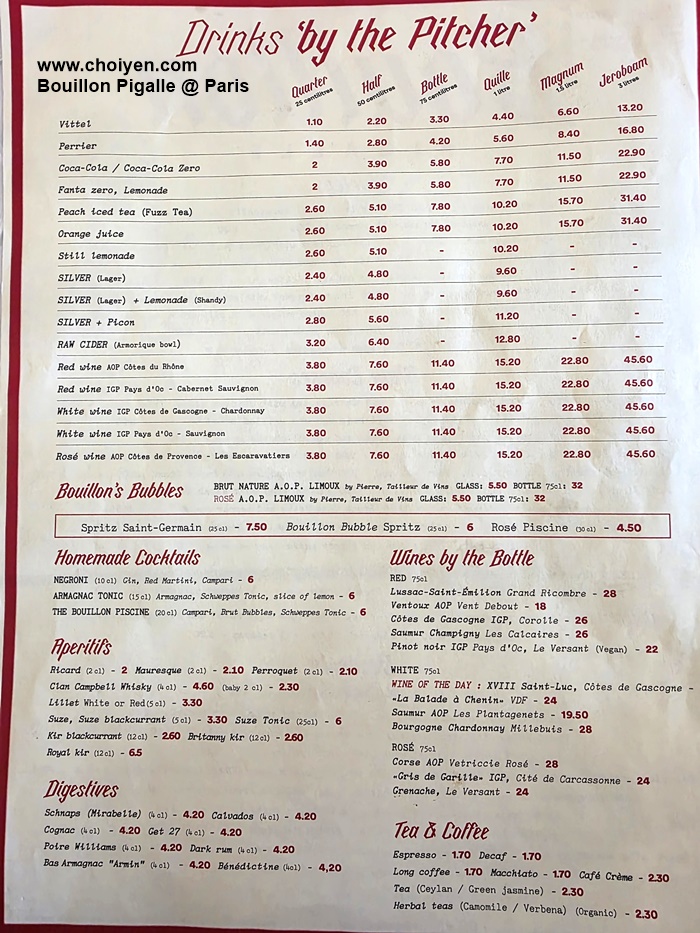 Drinks 'by the Pitcher'
www.choiyen.com
Bouillon Pigalle @ Paris
Quarter Half Bottle Quille Magnum Jeroboam
25 centilitres 50 centilitres 75 centilitres 1 litre 1.5 litre 3 litres
Vittel 1.10 2.20 3.30 4.40 6.60 13.20
Perrier 1.40 2.80 4.20 5.60 8.40 16.80
Coca-Cola / Coca-Cola Zero 2 3.90 5.80 7.70 11.50 22.90
Fanta zero, Lemonade 2 3.90 5.80 7.70 11.50 22.90
Peach iced tea (Fuzz Tea) 2.60 5.10 7.80 10.20 15.70 31.40
Orange juice 2.60 5.10 7.80 10.20 15.70 31.40
Still lemonade 2.60 5.10 - 10.20 - -
SILVER (Lager) 2.40 4.80 - 9.60 - -
SILVER (Lager) + Lemonade (Shandy) 2.40 4.80 - 9.60 - -
SILVER + Picon 2.80 5.60 - 11.20 - -
RAW CIDER (Armorique bowl) 3.20 6.40 - 12.80 - -
Red wine AOP Côtes du Rhône 3.80 7.60 11.40 15.20 22.80 45.60
Red wine IGP Pays d'Oc - Cabernet Sauvignon 3.80 7.60 11.40 15.20 22.80 45.60
White wine IGP Côtes de Gascogne - Chardonnay 3.80 7.60 11.40 15.20 22.80 45.60
White wine IGP Pays d'Oc - Sauvignon 3.80 7.60 11.40 15.20 22.80 45.60
Rosé wine AOP Côtes de Provence - Les Escaravatiers 3.80 7.60 11.40 15.20 22.80 45.60
Bouillon's Bubbles
BRUT NATURE A.O.P. LIMOUX by Pierre, Tailleur de Vins GLASS: 5.50 BOTTLE 75cl: 32
ROSÉ A.O.P. LIMOUX by Pierre, Tailleur de Vins GLASS: 5.50 BOTTLE 75cl: 32
Spritz Saint-Germain (25cl) - 7.50 Bouillon Bubble Spritz (25cl) - 6 Rosé Piscine (30cl) - 4.50
Homemade Cocktails
NEGRONI (10cl) Gin, Red Martini, Campari - 6
ARMAGNAC TONIC (15cl) Armagnac, Schweppes Tonic, slice of lemon - 6
THE BOUILLON PISCINE (20cl) Campari, Brut Bubbles, Schweppes Tonic - 6
Aperitifs
Ricard (2cl) - 2 Mauresque (2cl) - 2.10 Perroquet (2cl) - 2.10
Clan Campbell Whisky (4cl) - 4.60 (baby 2cl) - 2.30
Lillet White or Red(5cl) - 3.30
Suze, Suze blackcurrant (5cl) - 3.30 Suze Tonic (25cl) - 6
Kir blackcurrant (12cl) - 2.60 Britanny kir (12cl) - 2.60
Royal kir (12cl) - 6.5
Digestives
Schnaps (Mirabelle) (4cl) - 4.20 Calvados (4cl) - 4.20
Cognac (4cl) - 4.20 Get 27 (4cl) - 4.20
Poire Williams (4cl) - 4.20 Dark rum (4cl) - 4.20
Bas Armagnac "Armin" (4cl) - 4.20 Bénédictine (4cl) - 4,20
Wines by the Bottle
RED 75cl
Lussac-Saint-Émilion Grand Ricombre - 28
Ventoux AOP Vent Debout - 18
Côtes de Gascogne IGP, Corolle - 26
Saumur Champigny Les Calcaires - 26
Pinot noir IGP Pays d'Oc, Le Versant (Vegan) - 22
WHITE 75cl
WINE OF THE DAY : XVIII Saint-Luc, Côtes de Gascogne -
«La Balade à Chenin» VDF - 24
Saumur AOP Les Plantagenets - 19.50
Bourgogne Chardonnay Millebuis - 28
ROSÉ 75cl
Corse AOP Vetriccie Rosé - 28
«Gris de Garille» IGP, Cité de Carcassonne - 24
Grenache, Le Versant - 24
Tea & Coffee
Espresso - 1.70 Decaf - 1.70
Long coffee - 1.70 Macchiato - 1.70 Café Crème - 2.30
Tea (Ceylan / Green jasmine) - 2.30
Herbal teas (Camomile / Verbena) (Organic) - 2.30